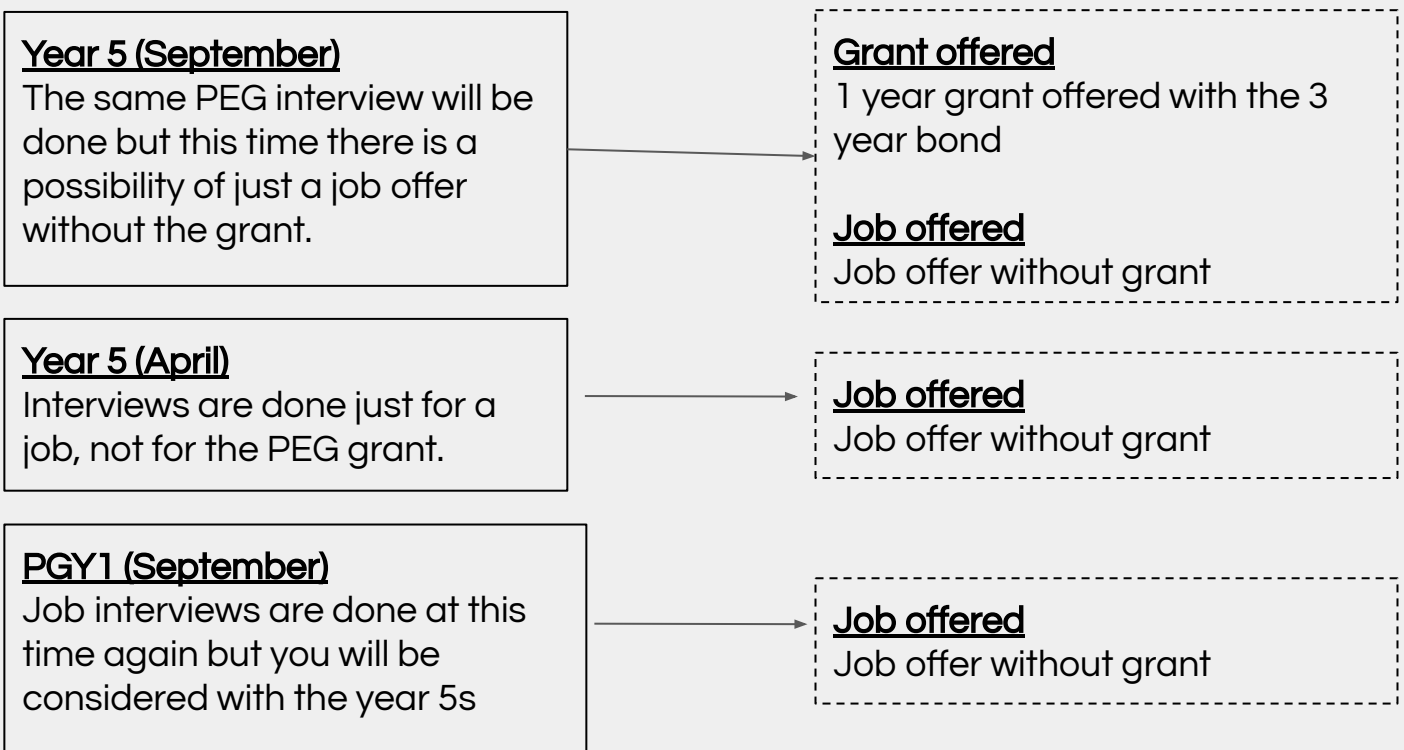 Year 5 (September)
The same PEG interview will be
done but this time there is a
possibility of just a job offer
without the grant.
Grant offered
1 year grant offered with the 3
year bond
Job offered
Job offer without grant
Year 5 (April)
Interviews are done just for a
job, not for the PEG grant.
Job offered
Job offer without grant
PGY1 (September)
Job interviews are done at this
time again but you will be
considered with the year 5s
Job offered
Job offer without grant